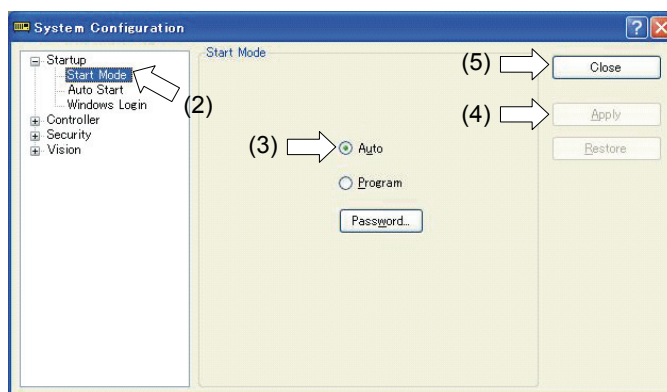 System Configuration
Startup
Start Mode
Auto Start
Windows Login
Controller
Security
Vision
(2)
Start Mode
(3)
Auto
Program
Password...
(5)
Close
(4)
Apply
Restore